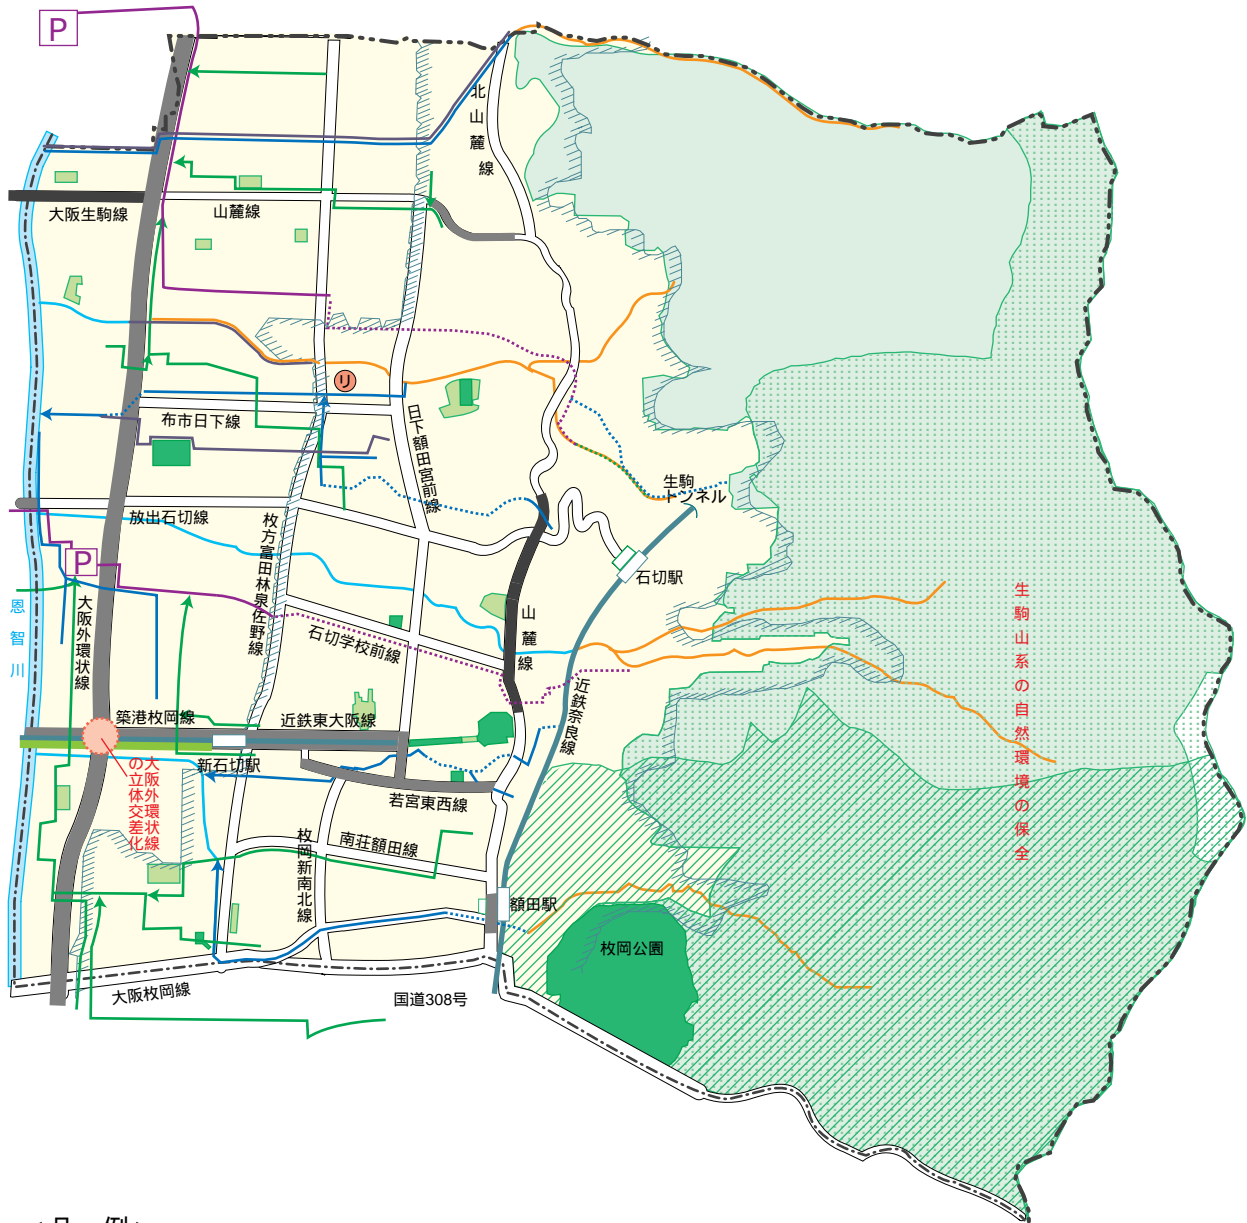 P
北山麓線
大阪生駒線
山麓線
リ
布市日下線
日下額田宮前線
生駒
トンネル
放出石切線
枚方富田林泉佐野線
P
石切駅
恩智川
大阪外環状線
石切学校前線
山麓線
生駒山系の自然環境の保全
近鉄奈良線
築港枚岡線
近鉄東大阪線
新石切駅
大阪外環状線
の立体交差化
若宮東西線
枚岡新南北線
南荘額田線
額田駅
枚岡公園
大阪枚岡線
国道308号